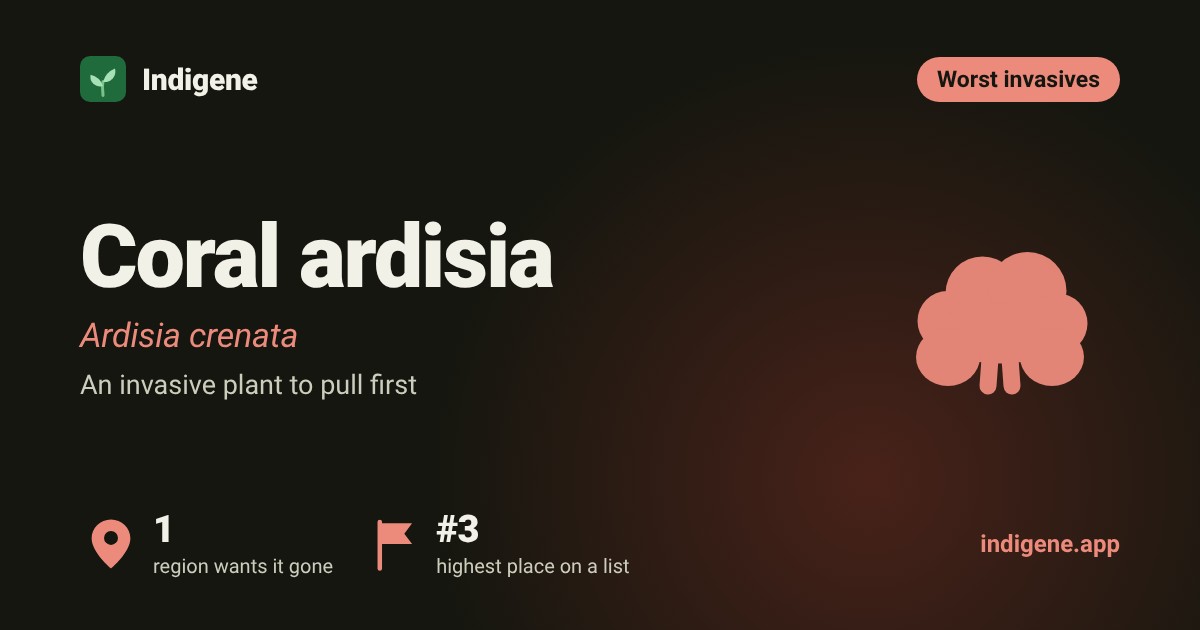 Indigene
Worst invasives
Coral ardisia
Ardisia crenata
An invasive plant to pull first
1
region wants it gone
#3
highest place on a list
indigene.app